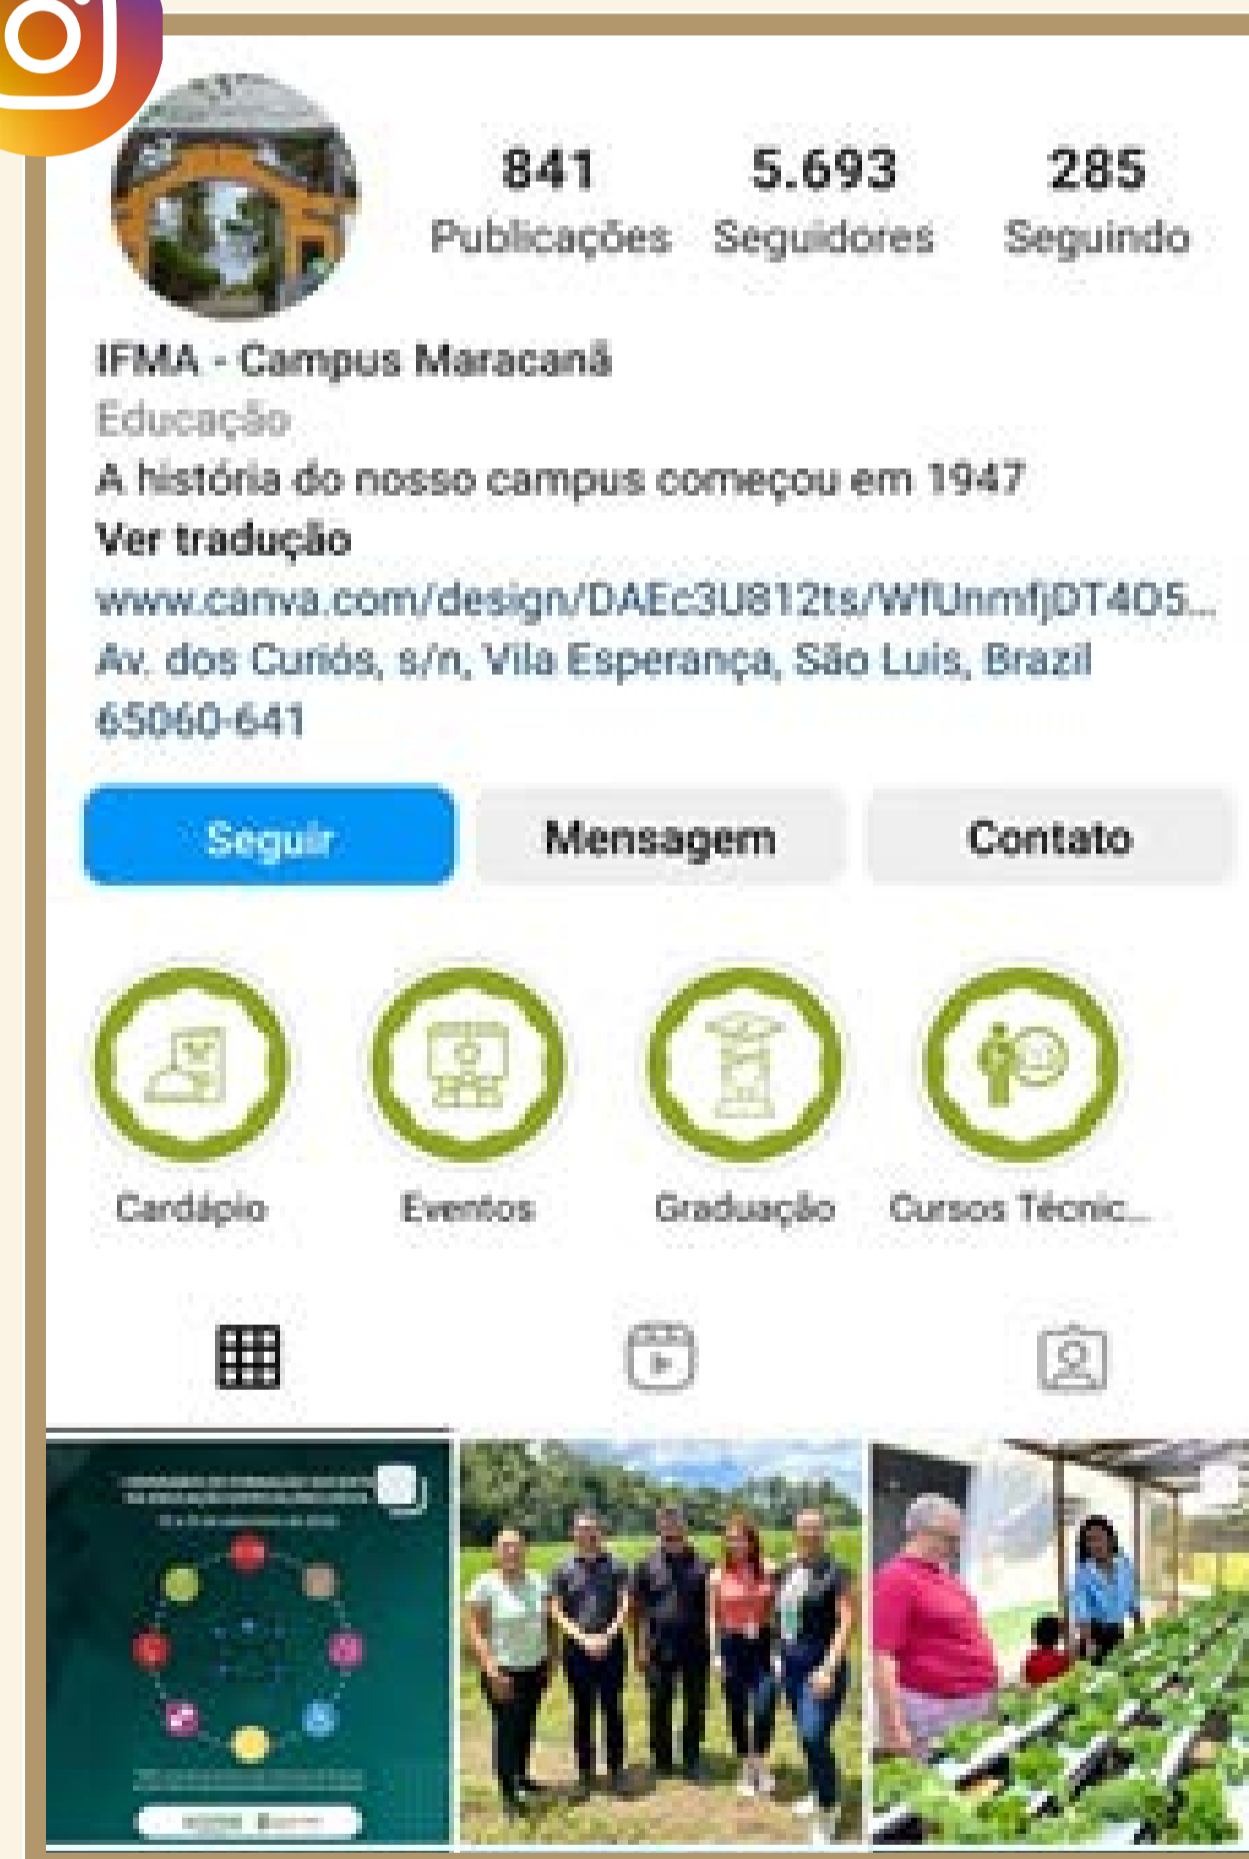 841 5.693 285
Publicações Seguidores Seguindo
IFMA - Campus Maracanã
Educação
A história do nosso campus começou em 1947
Ver tradução
www.canva.com/design/DAEc3U812ts/WfUnmfjDT4O5...
Av. dos Curiós, s/n, Vila Esperança, São Luis, Brazil
65060-641
Seguir Mensagem Contato
Cardápio Eventos Graduação Cursos Técnic...